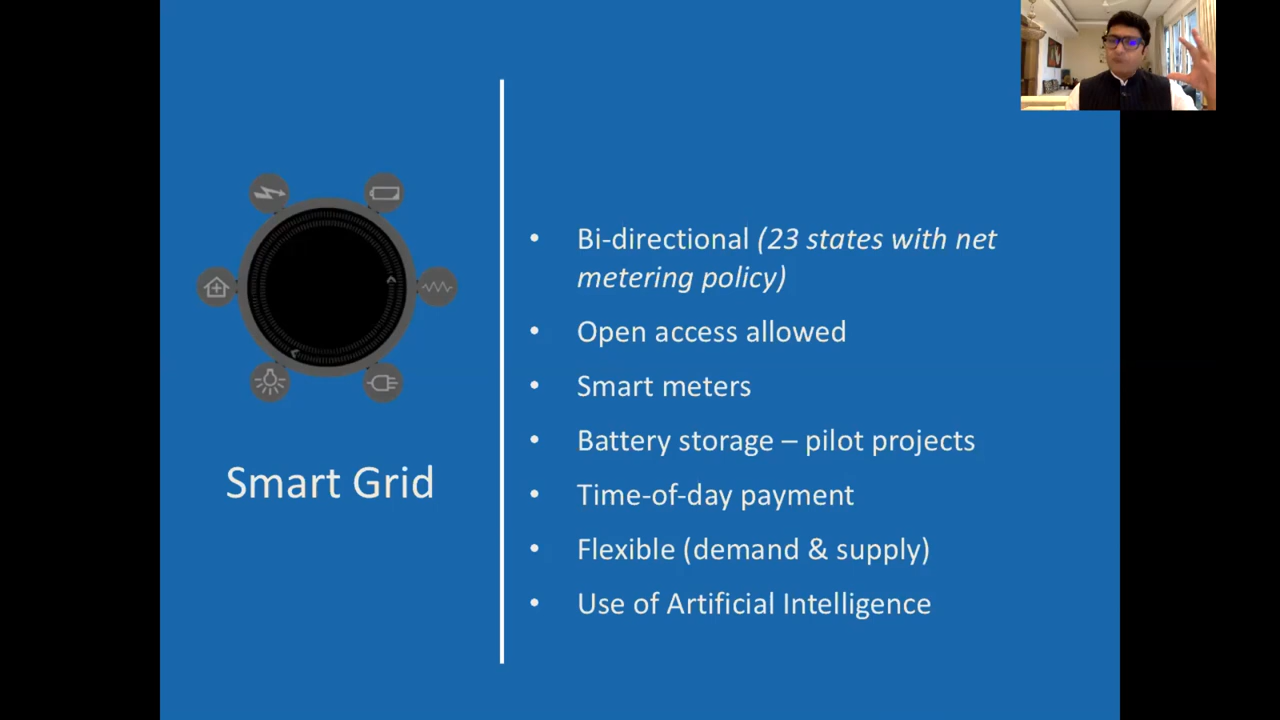 Smart Grid
• Bi-directional (23 states with net
metering policy)
• Open access allowed
• Smart meters
• Battery storage – pilot projects
• Time-of-day payment
• Flexible (demand & supply)
• Use of Artificial Intelligence